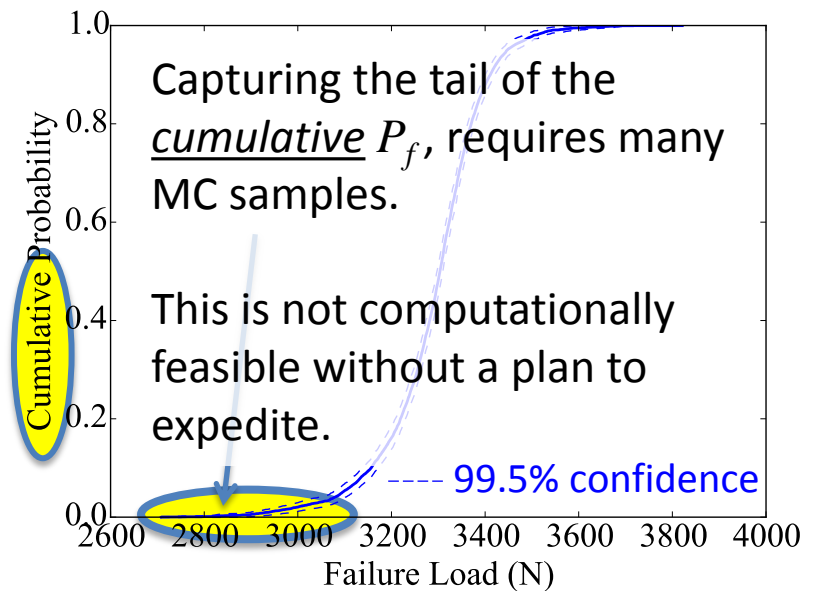 Capturing the tail of the
cumulative P_f, requires many
MC samples.
This is not computationally
feasible without a plan to
expedite.
99.5% confidence
Cumulative Probability
1.0
0.8
0.6
0.4
0.2
0.0
2600 2800 3000 3200 3400 3600 3800 4000
Failure Load (N)